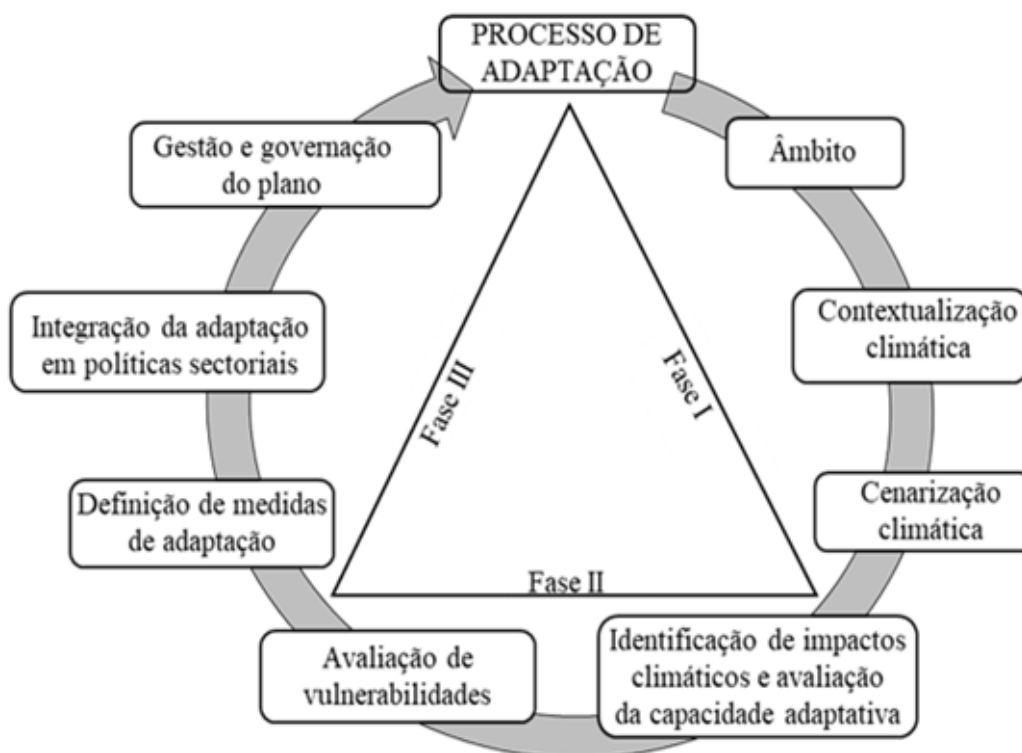 PROCESSO DE
ADAPTAÇÃO
Âmbito
Contextualização
climática
Cenarização
climática
Identificação de impactos
climáticos e avaliação
da capacidade adaptativa
Avaliação de
vulnerabilidades
Definição de medidas
de adaptação
Integração da adaptação
em políticas sectoriais
Gestão e governação
do plano
Fase I
Fase II
Fase III